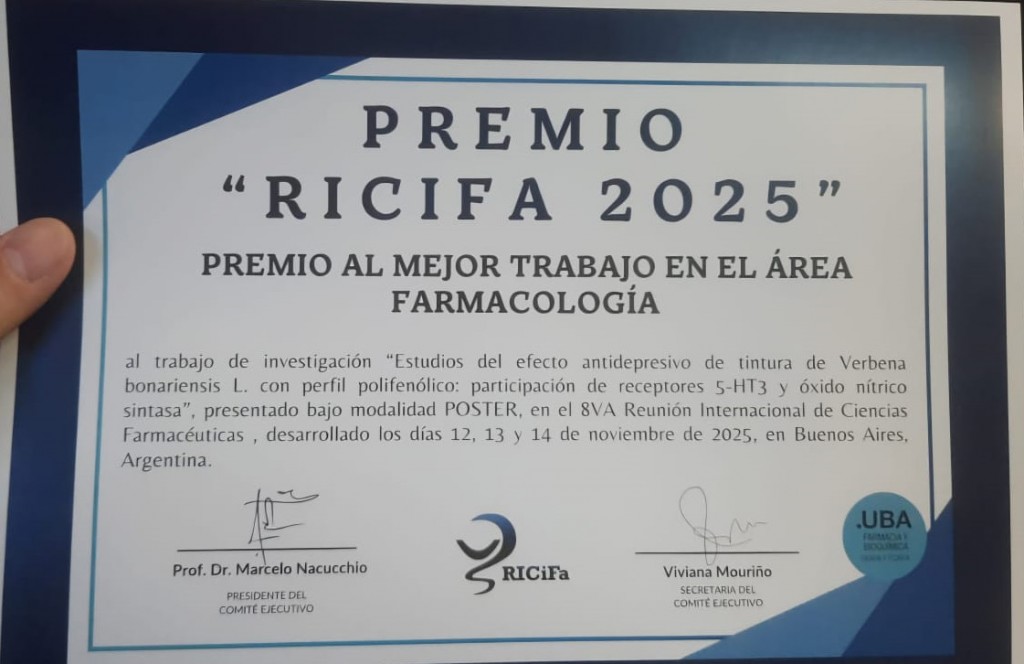 PREMIO
“RICIFA 2025”
PREMIO AL MEJOR TRABAJO EN EL ÁREA
FARMACOLOGÍA
al trabajo de investigación “Estudios del efecto antidepresivo de tintura de Verbena
bonariensis L. con perfil polifenólico: participación de receptores 5-HT3 y óxido nítrico
sintasa”, presentado bajo modalidad POSTER, en el 8VA Reunión Internacional de Ciencias
Farmacéuticas , desarrollado los días 12, 13 y 14 de noviembre de 2025, en Buenos Aires,
Argentina.
Prof. Dr. Marcelo Nacucchio
PRESIDENTE DEL
COMITÉ EJECUTIVO
RICiFa
Viviana Mouriño
SECRETARIA DEL
COMITÉ EJECUTIVO
.UBA
FARMACIA Y
BIOQUÍMICA